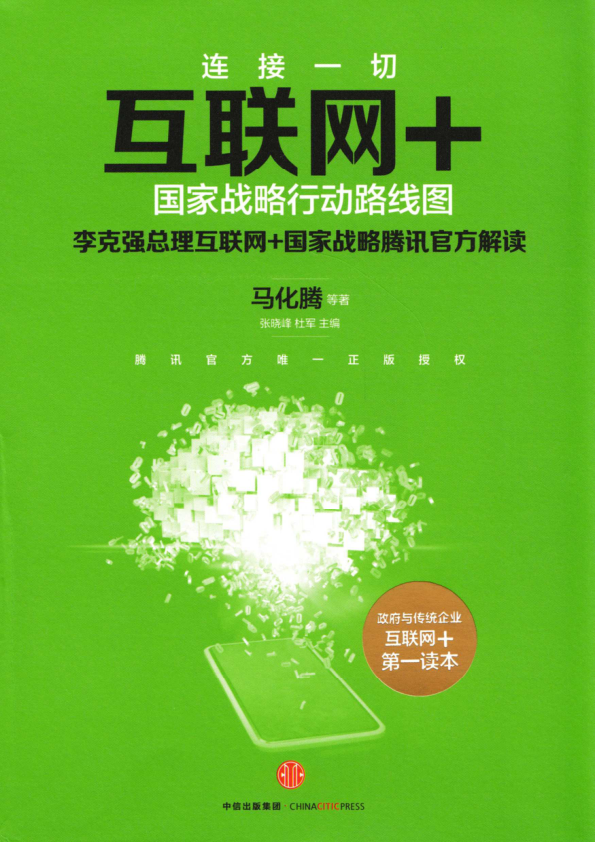 连接一切
互联网+
国家战略行动路线图
李克强总理互联网+国家战略腾讯官方解读
马化腾 等著
张晓峰 杜军 主编
腾讯官方唯一正版授权
政府与传统企业
互联网+
第一读本
中信出版集团·CHINACITICPRESS